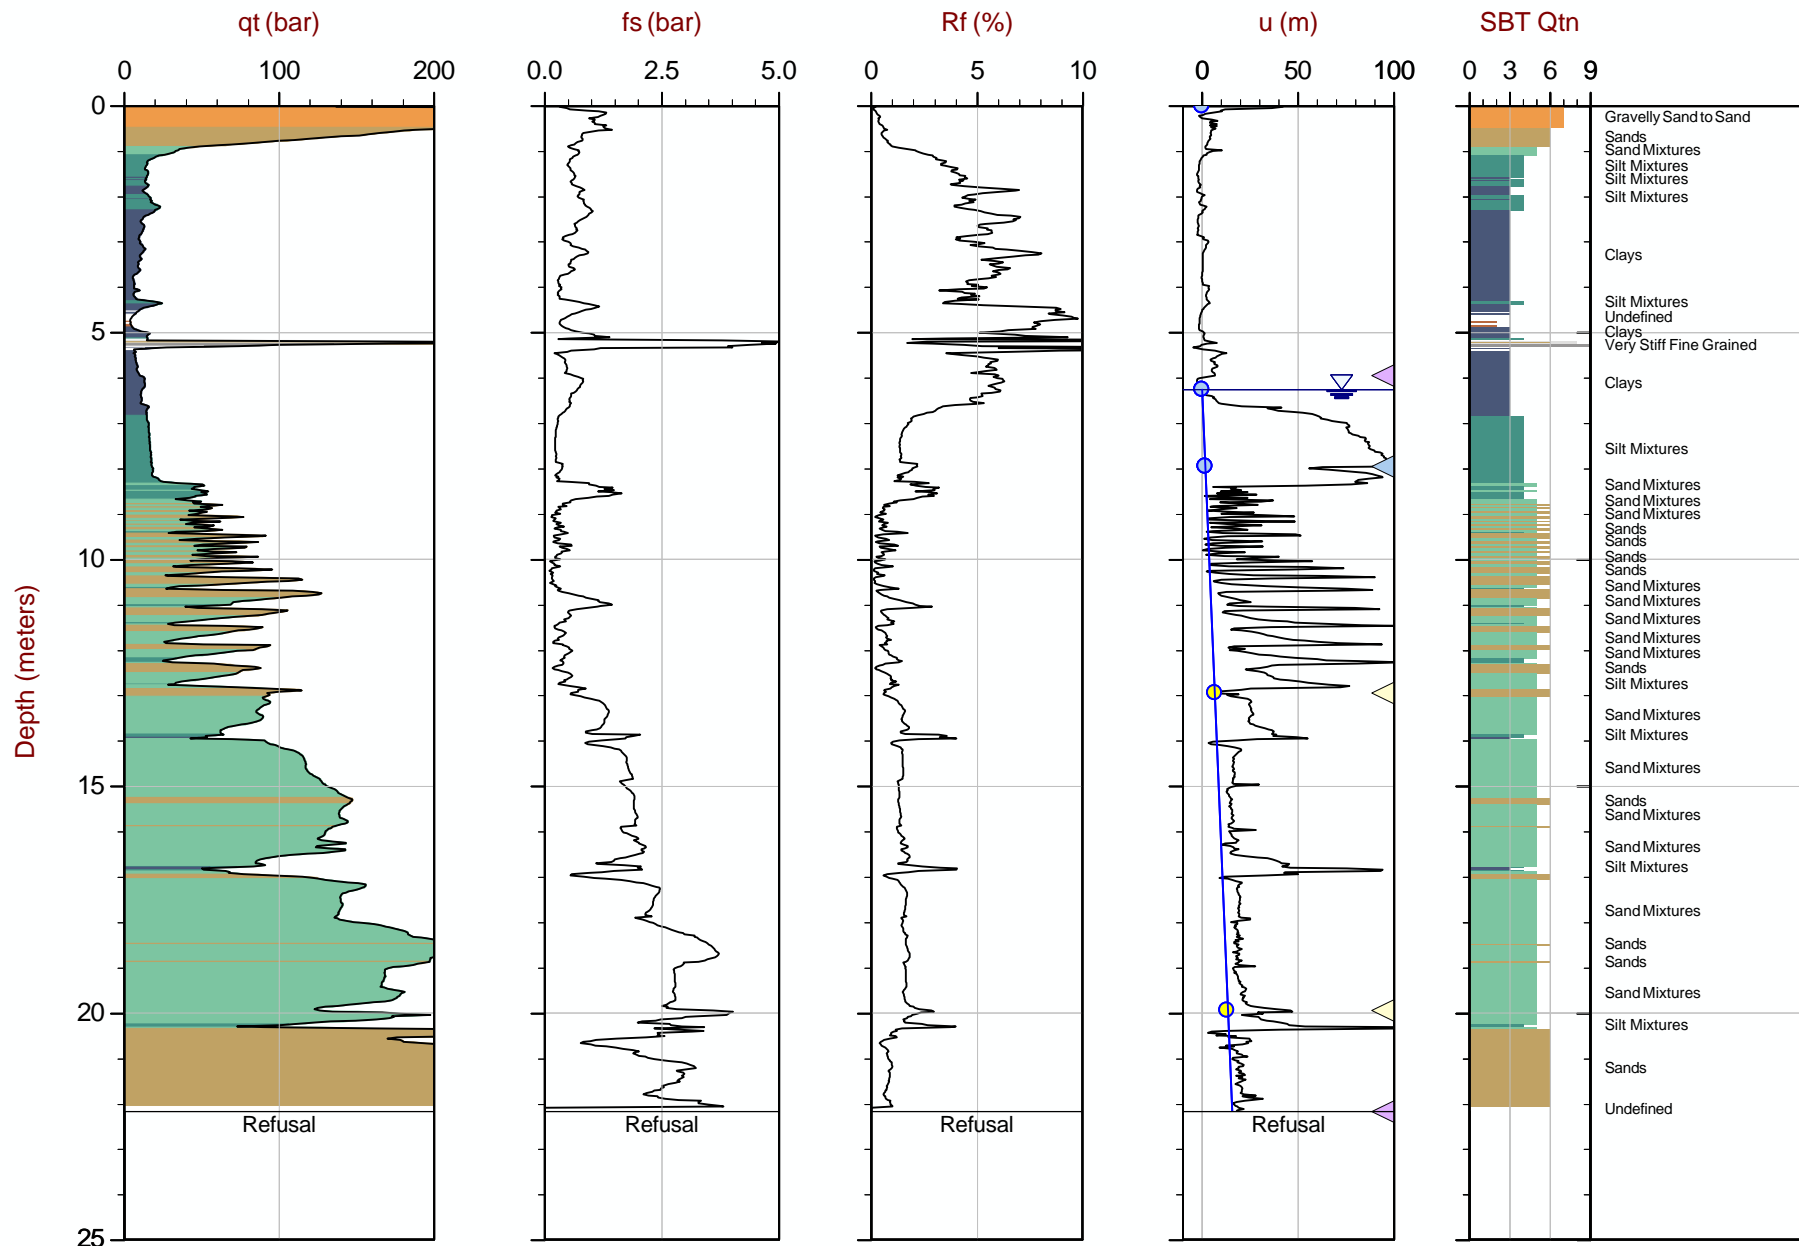 qt (bar) fs (bar) Rf (%) u (m) SBT Qtn
0 100 200 0.0 2.5 5.0 0 5 10 0 50 100 0 3 6 9
0
5
10
15
20
25
Depth (meters)
Gravelly Sand to Sand
Sands
Sand Mixtures
Silt Mixtures
Silt Mixtures
Silt Mixtures
Clays
Silt Mixtures
Undefined
Clays
Very Stiff Fine Grained
Clays
Silt Mixtures
Sand Mixtures
Sand Mixtures
Sand Mixtures
Sands
Sands
Sands
Sands
Sand Mixtures
Sand Mixtures
Sand Mixtures
Sand Mixtures
Sand Mixtures
Sands
Silt Mixtures
Sand Mixtures
Silt Mixtures
Sand Mixtures
Sands
Sand Mixtures
Sand Mixtures
Silt Mixtures
Sand Mixtures
Sands
Sands
Sand Mixtures
Silt Mixtures
Sands
Undefined
Refusal Refusal Refusal Refusal